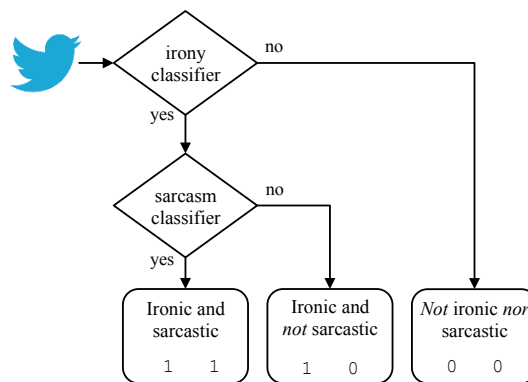 irony
classifier
no
yes
sarcasm
classifier
no
yes
Ironic and
sarcastic
1 1
Ironic and
not sarcastic
1 0
Not ironic nor
sarcastic
0 0